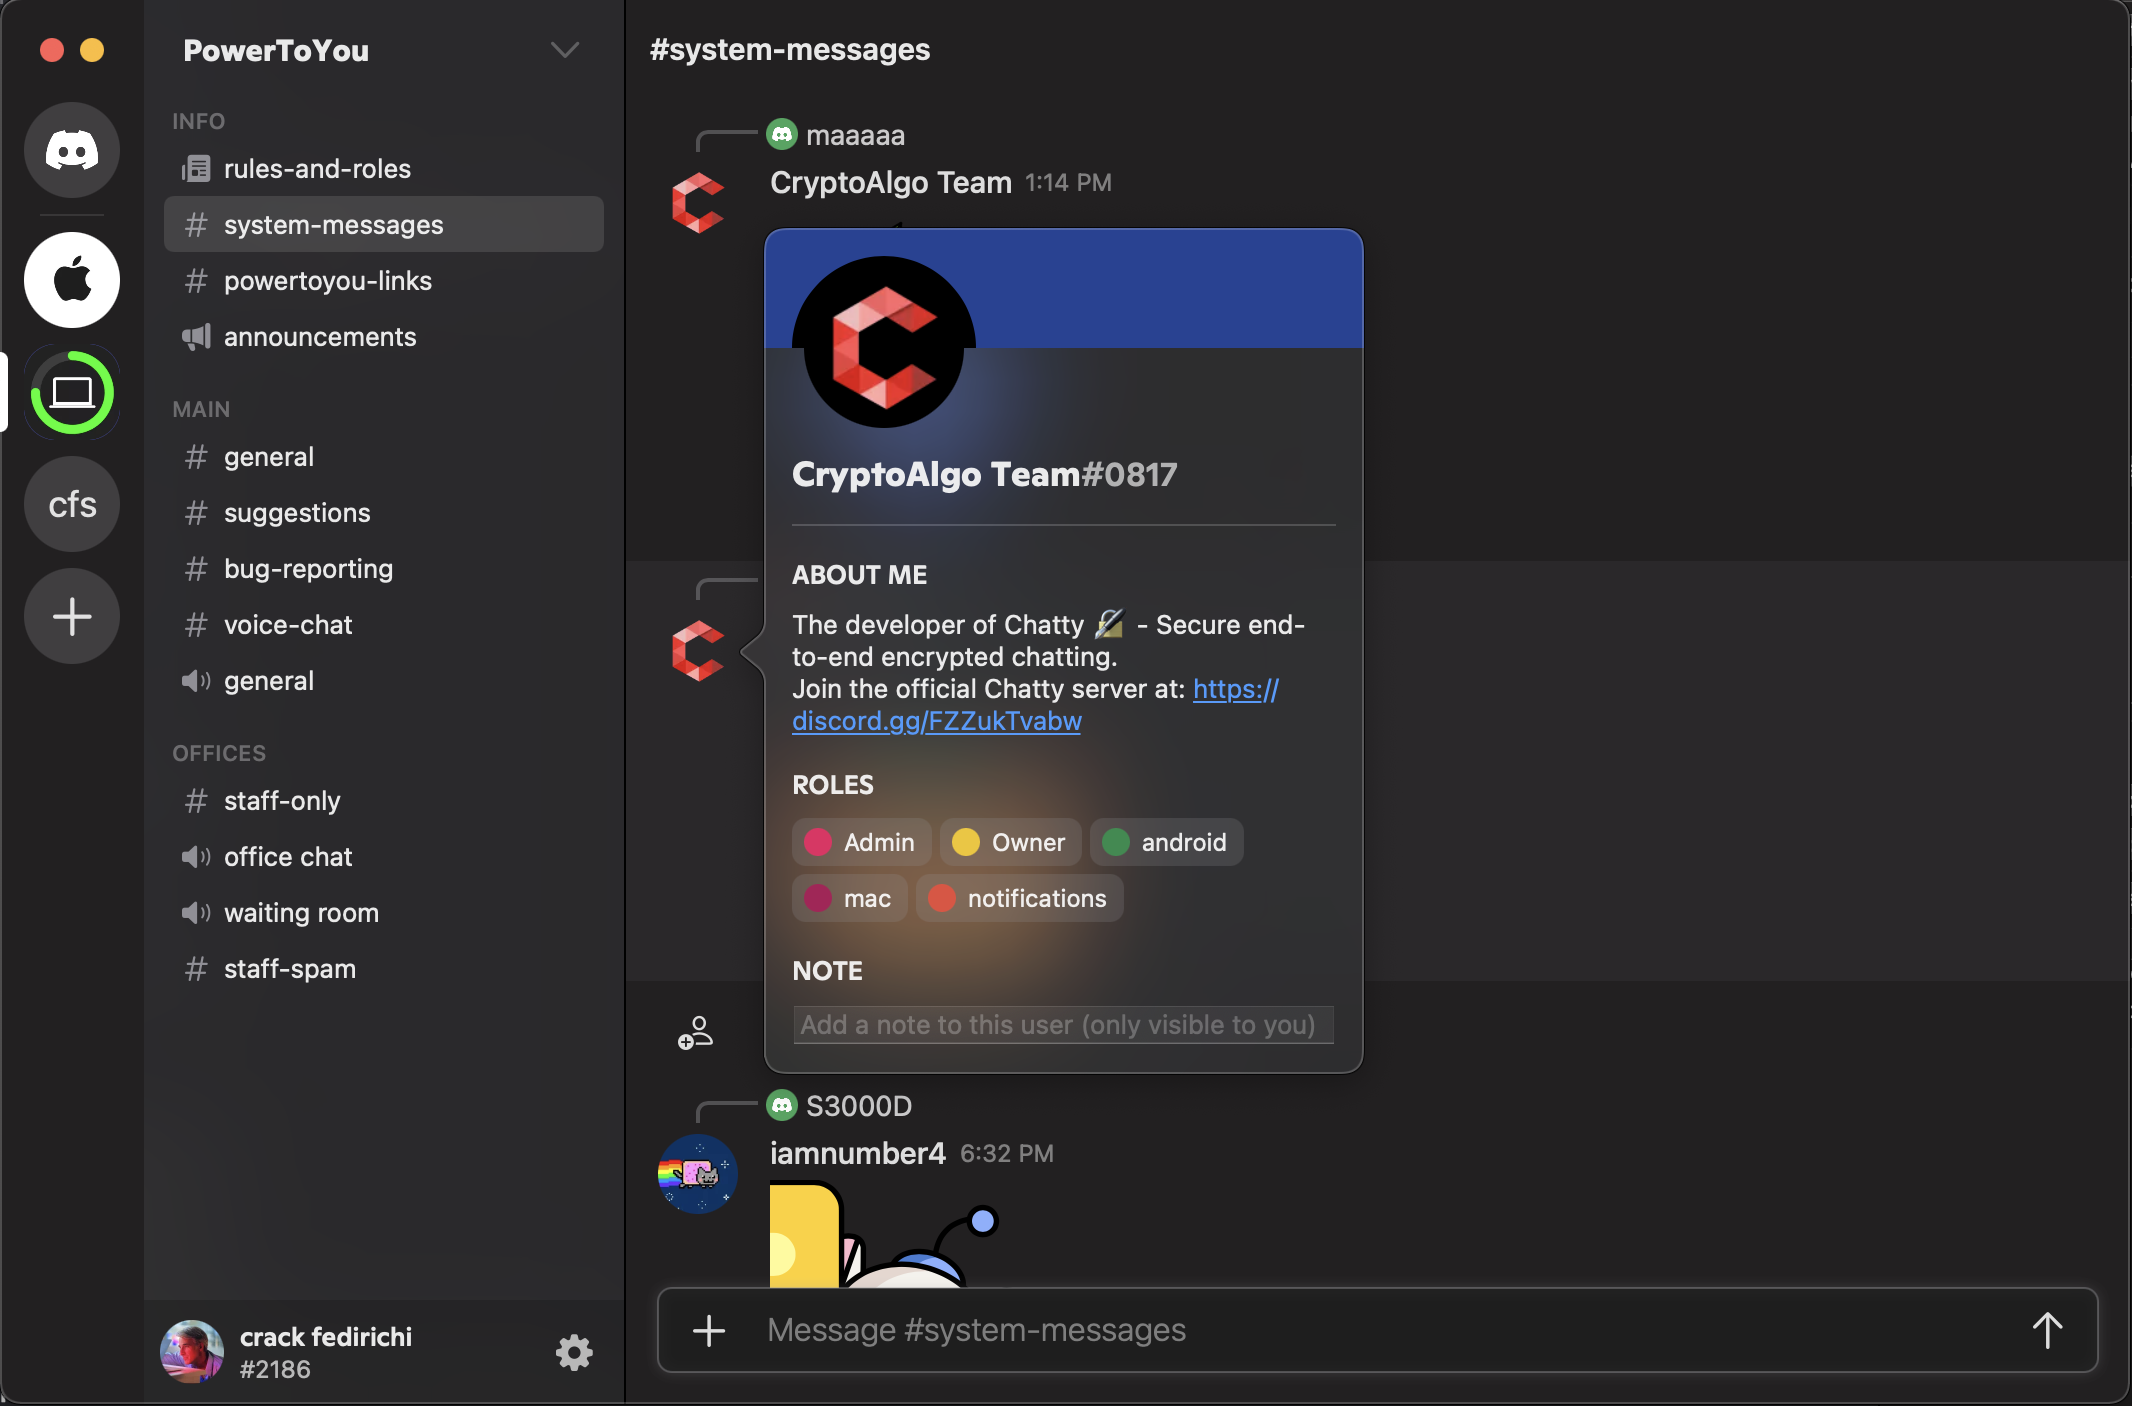 PowerToYou
INFO
rules-and-roles
# system-messages
# powertoyou-links
announcements
MAIN
# general
# suggestions
# bug-reporting
# voice-chat
general
OFFICES
# staff-only
office chat
waiting room
# staff-spam
cfs
crack fedirichi
#2186
#system-messages
maaaaa
CryptoAlgo Team 1:14 PM
CryptoAlgo Team#0817
ABOUT ME
The developer of Chatty - Secure end-
to-end encrypted chatting.
Join the official Chatty server at: https://
discord.gg/FZZukTvabw
ROLES
Admin Owner android
mac notifications
NOTE
Add a note to this user (only visible to you)
S3000D
iamnumber4 6:32 PM
Message #system-messages